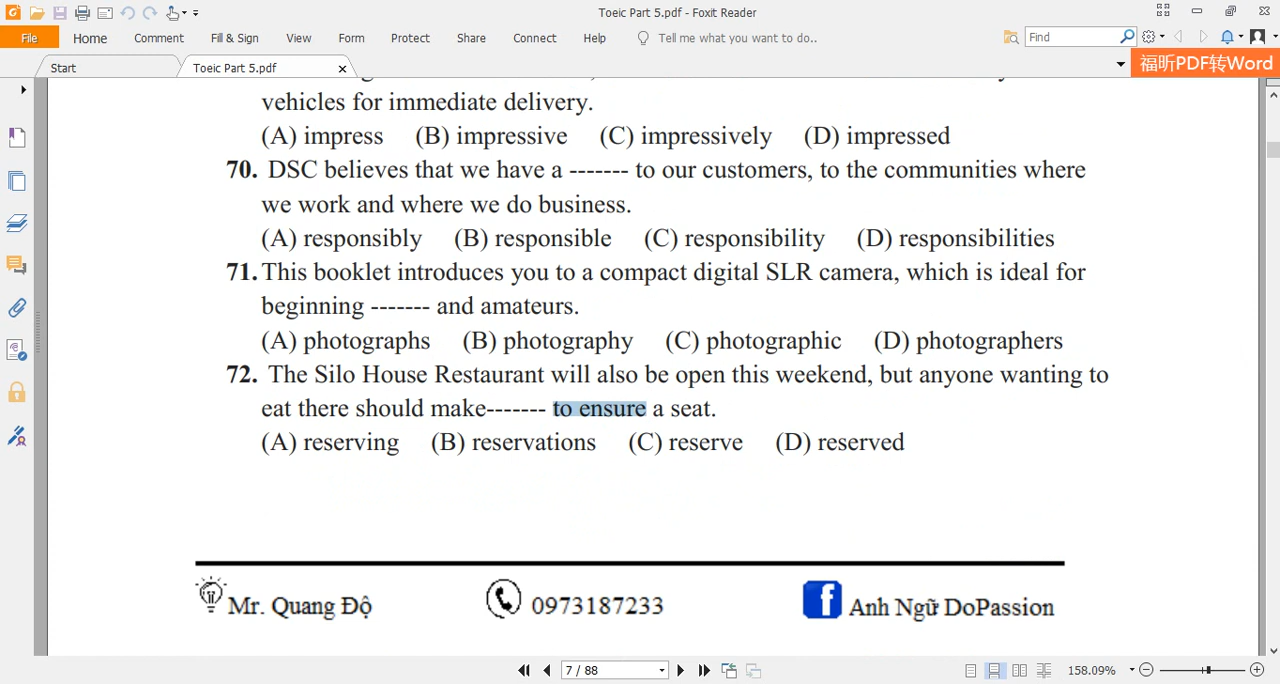 Toeic Part 5.pdf - Foxit Reader
File Home Comment Fill & Sign View Form Protect Share Connect Help Tell me what you want to do.. Find
Start Toeic Part 5.pdf 福昕PDF转Word
vehicles for immediate delivery.
(A) impress (B) impressive (C) impressively (D) impressed
70. DSC believes that we have a ------- to our customers, to the communities where
we work and where we do business.
(A) responsibly (B) responsible (C) responsibility (D) responsibilities
71. This booklet introduces you to a compact digital SLR camera, which is ideal for
beginning ------- and amateurs.
(A) photographs (B) photography (C) photographic (D) photographers
72. The Silo House Restaurant will also be open this weekend, but anyone wanting to
eat there should make------- to ensure a seat.
(A) reserving (B) reservations (C) reserve (D) reserved
Mr. Quang Độ 0973187233 Anh Ngữ DoPassion
7 / 88 158.09%